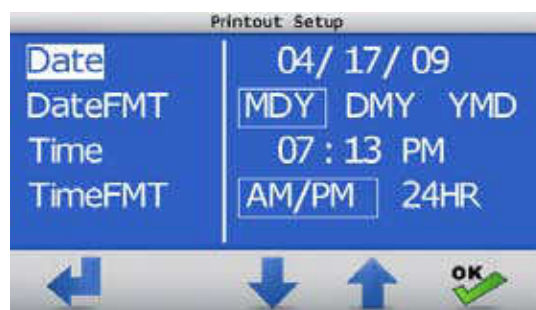 Printout Setup
Date 04/ 17/ 09
DateFMT MDY DMY YMD
Time 07 : 13 PM
TimeFMT AM/PM 24HR
OK